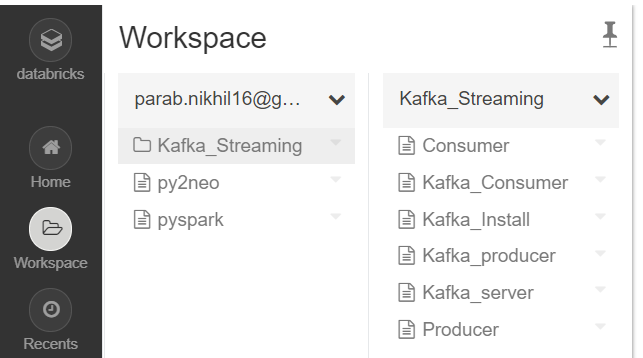 databricks
Home
Workspace
Recents
Workspace
parab.nikhil16@g...
Kafka_Streaming
py2neo
pyspark
Kafka_Streaming
Consumer
Kafka_Consumer
Kafka_Install
Kafka_producer
Kafka_server
Producer